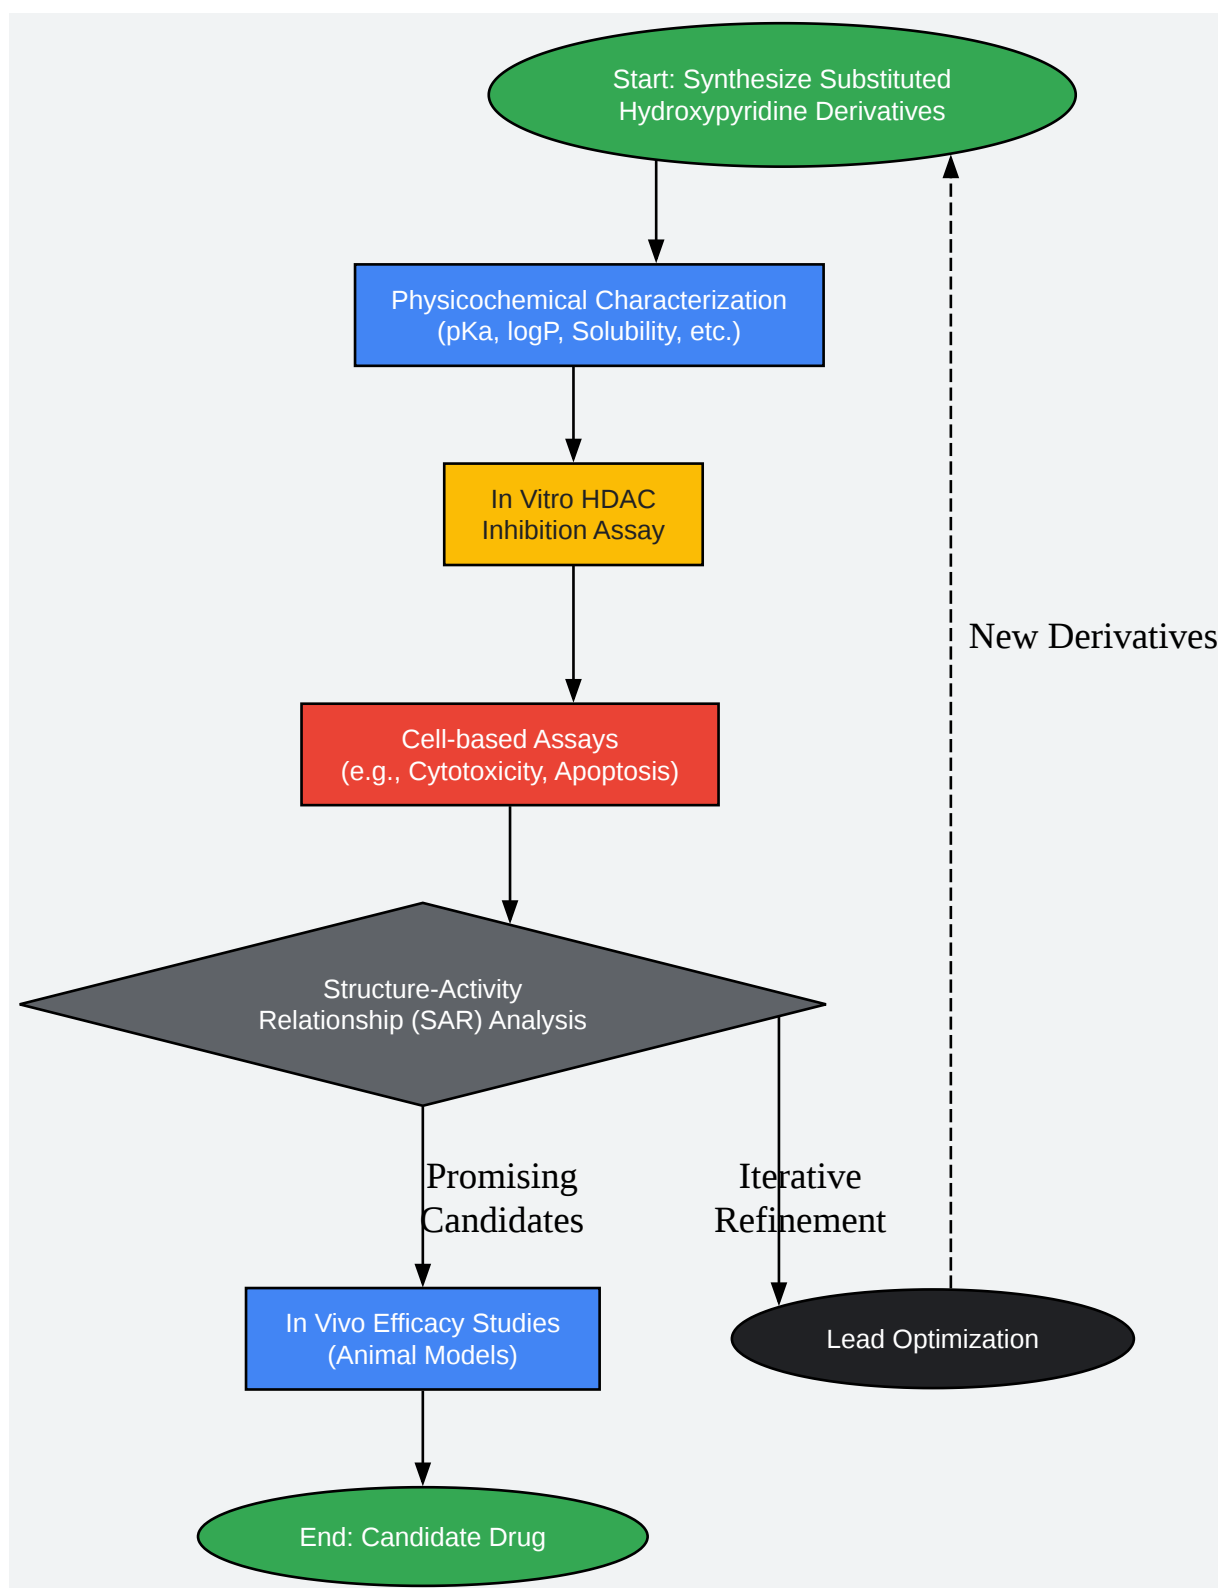 Start: Synthesize Substituted
Hydroxypyridine Derivatives
Physicochemical Characterization
(pKa, logP, Solubility, etc.)
In Vitro HDAC
Inhibition Assay
New Derivatives
Cell-based Assays
(e.g., Cytotoxicity, Apoptosis)
Structure-Activity
Relationship (SAR) Analysis
Promising
Candidates
Iterative
Refinement
In Vivo Efficacy Studies
(Animal Models)
Lead Optimization
End: Candidate Drug